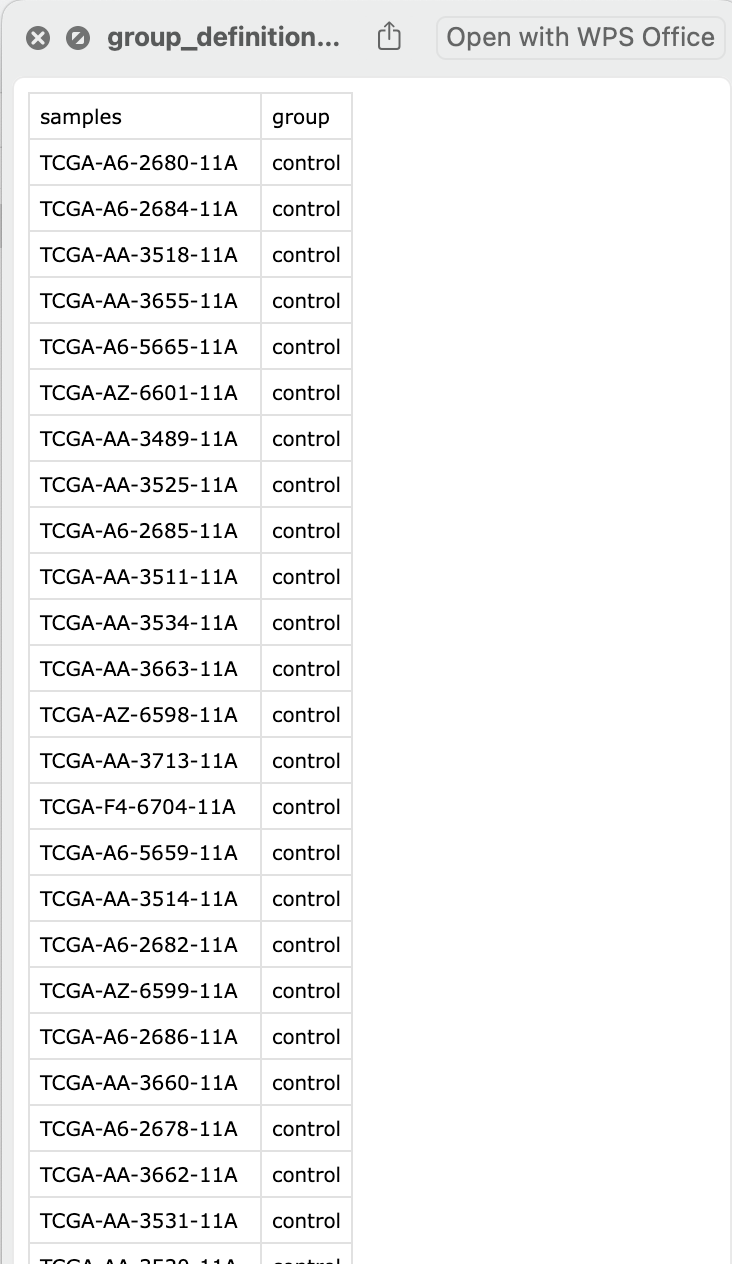 group_definition...
Open with WPS Office
samples group
TCGA-A6-2680-11A control
TCGA-A6-2684-11A control
TCGA-AA-3518-11A control
TCGA-AA-3655-11A control
TCGA-A6-5665-11A control
TCGA-AZ-6601-11A control
TCGA-AA-3489-11A control
TCGA-AA-3525-11A control
TCGA-A6-2685-11A control
TCGA-AA-3511-11A control
TCGA-AA-3534-11A control
TCGA-AA-3663-11A control
TCGA-AZ-6598-11A control
TCGA-AA-3713-11A control
TCGA-F4-6704-11A control
TCGA-A6-5659-11A control
TCGA-AA-3514-11A control
TCGA-A6-2682-11A control
TCGA-AZ-6599-11A control
TCGA-A6-2686-11A control
TCGA-AA-3660-11A control
TCGA-A6-2678-11A control
TCGA-AA-3662-11A control
TCGA-AA-3531-11A control
control